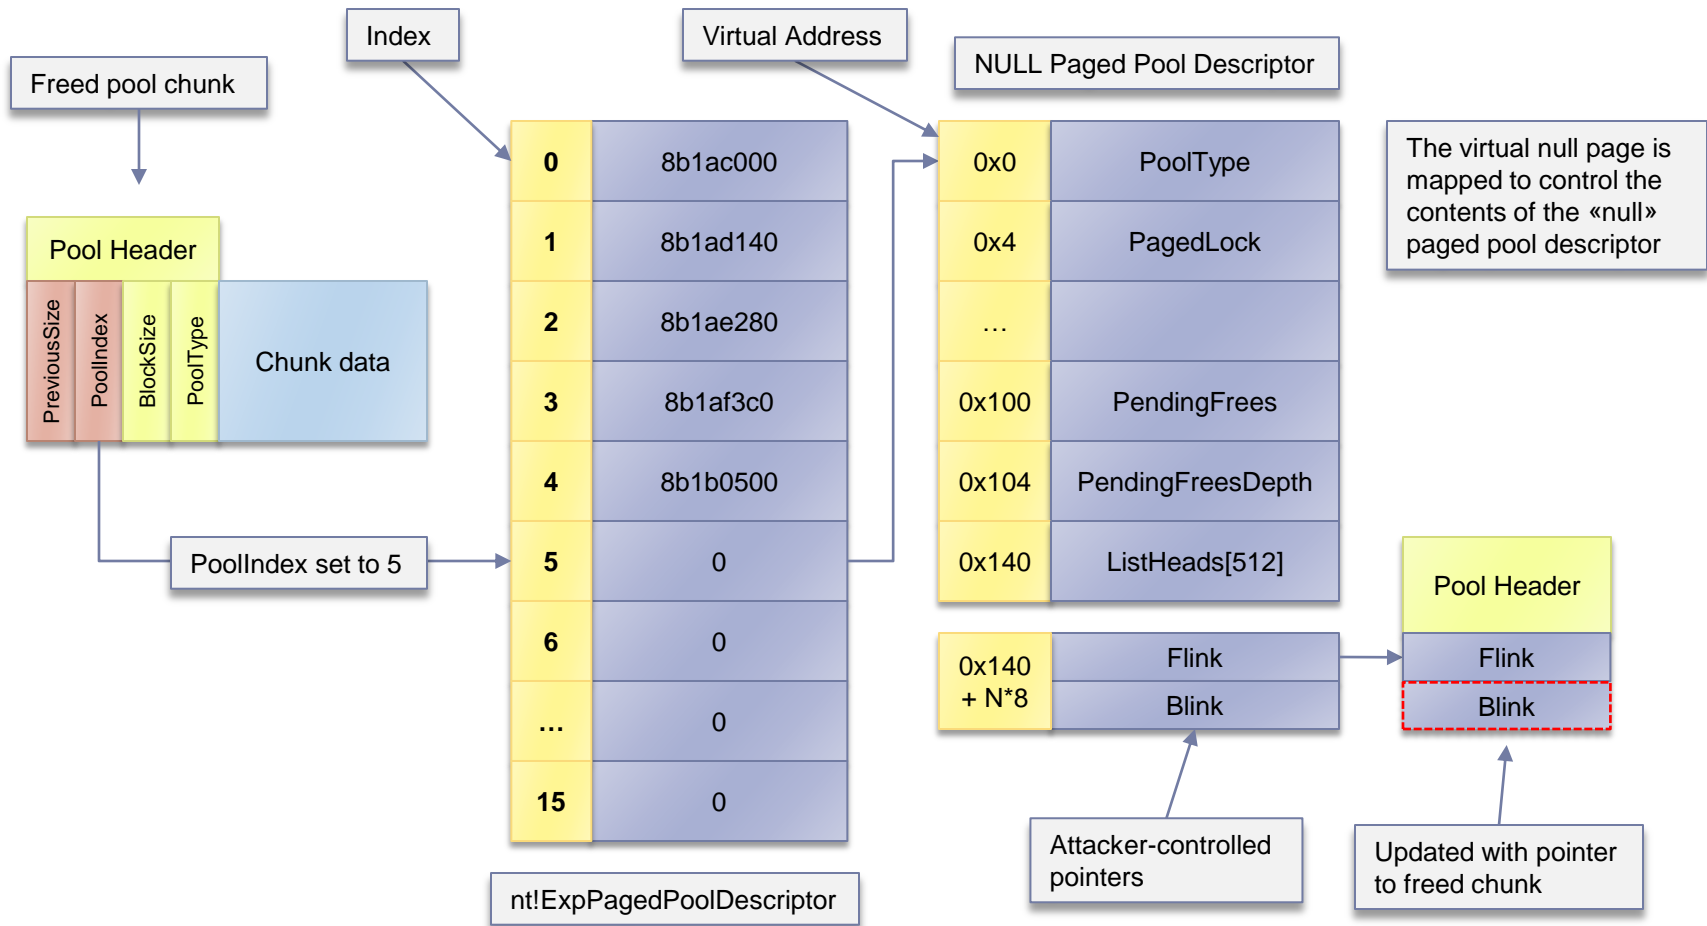 Index
Virtual Address
NULL Paged Pool Descriptor
Freed pool chunk
0 8b1ac000
1 8b1ad140
2 8b1ae280
3 8b1af3c0
4 8b1b0500
5 0
6 0
... 0
15 0
nt!ExpPagedPoolDescriptor
Pool Header
PreviousSize
PoolIndex
BlockSize
PoolType
Chunk data
PoolIndex set to 5
0x0 PoolType
0x4 PagedLock
...
0x100 PendingFrees
0x104 PendingFreesDepth
0x140 ListHeads[512]
0x140
+ N*8
Flink
Blink
The virtual null page is
mapped to control the
contents of the «null»
paged pool descriptor
Pool Header
Flink
Blink
Attacker-controlled
pointers
Updated with pointer
to freed chunk